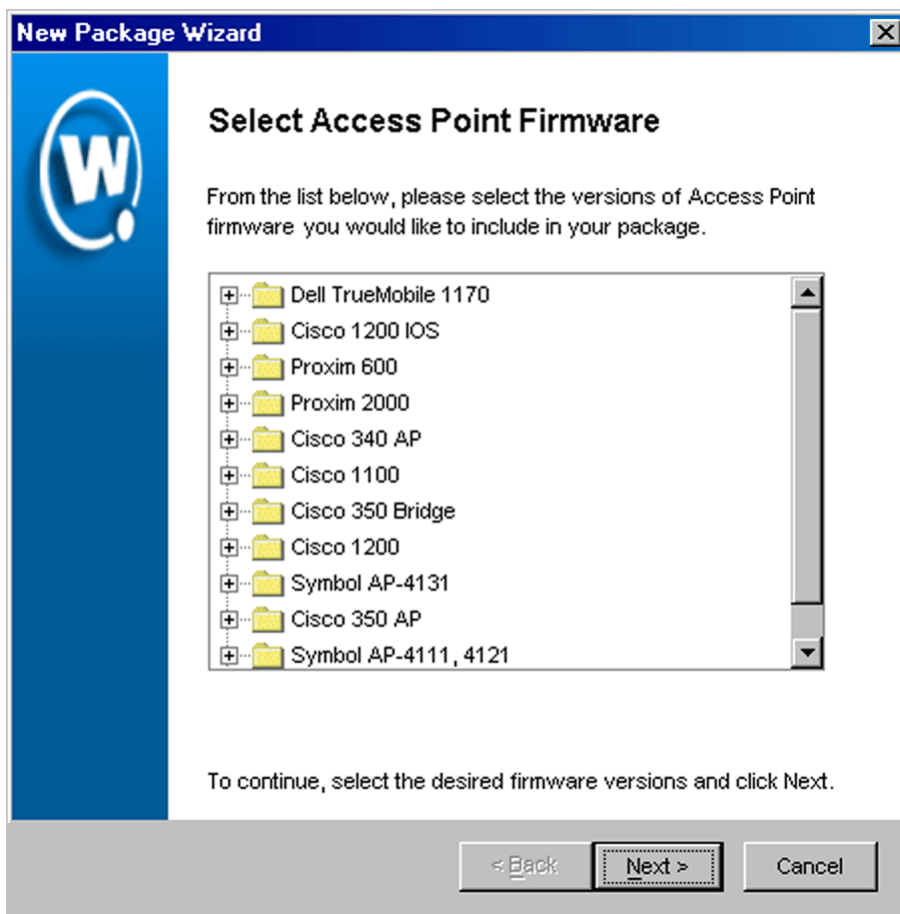 New Package Wizard
W
Select Access Point Firmware
From the list below, please select the versions of Access Point
firmware you would like to include in your package.
Dell TrueMobile 1170
Cisco 1200 IOS
Proxim 600
Proxim 2000
Cisco 340 AP
Cisco 1100
Cisco 350 Bridge
Cisco 1200
Symbol AP-4131
Cisco 350 AP
Symbol AP-4111, 4121
To continue, select the desired firmware versions and click Next.
< Back
Next >
Cancel